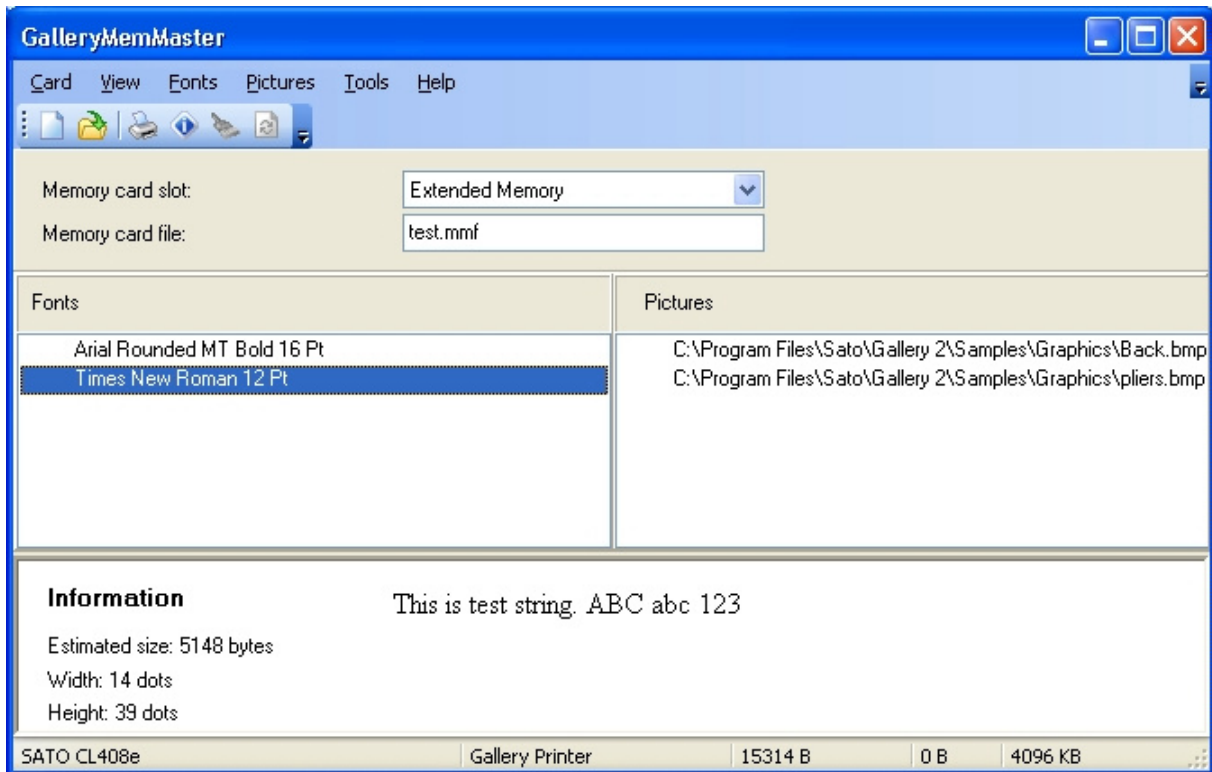 GalleryMemMaster
Card View Fonts Pictures Tools Help
Memory card slot: Extended Memory
Memory card file: test.mmf
Fonts Pictures
Arial Rounded MT Bold 16 Pt C:\Program Files\Sato\Gallery 2\Samples\Graphics\Back.bmp
Times New Roman 12 Pt C:\Program Files\Sato\Gallery 2\Samples\Graphics\pliers.bmp
Information This is test string. ABC abc 123
Estimated size: 5148 bytes
Width: 14 dots
Height: 39 dots
SATO CL408e Gallery Printer 15314 B 0 B 4096 KB